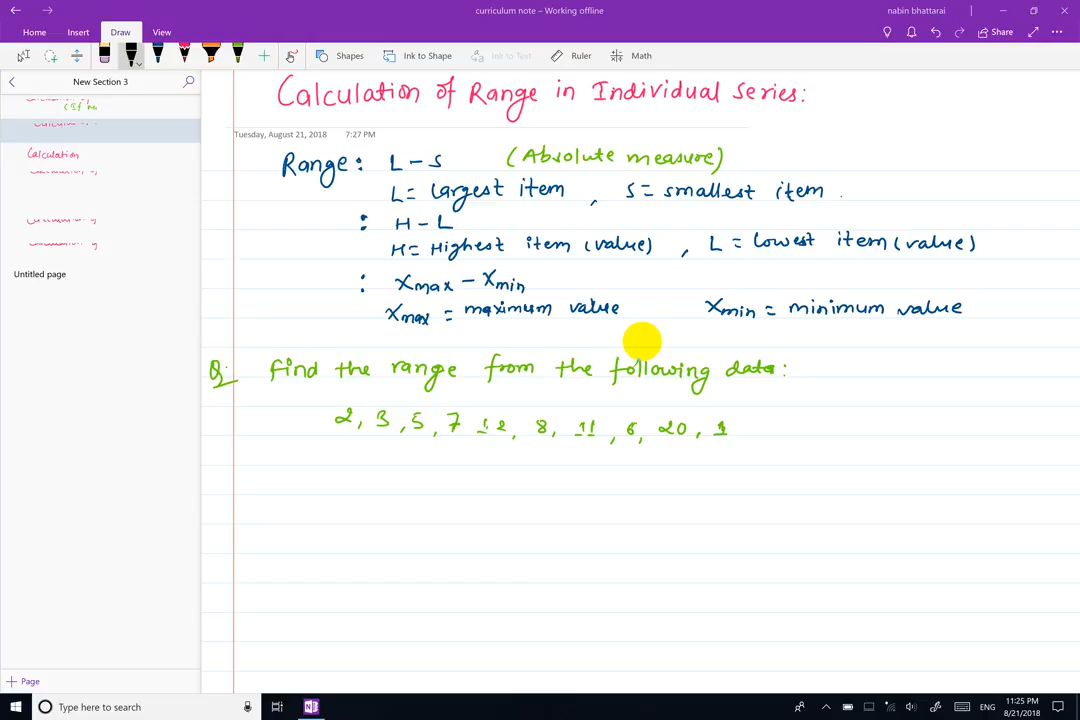 curriculum note – Working offline
nabin bhattarai
Home Insert Draw View
Share
Shapes Ink to Shape Ink to Text Ruler Math
New Section 3
Calculation of Range in Individual Series:
Tuesday, August 21, 2018 7:27 PM
Calculation
Range: L - S (Absolute measure)
L = largest item , S = smallest item .
: H - L
H = Highest item (value) , L = lowest item (value)
Untitled page
: Xmax - Xmin
Xmax = maximum value Xmin = minimum value
Q. Find the range from the following data:
2, 3, 5, 7 12, 8, 11, 6, 20, 1
Page
Type here to search
ENG
11:25 PM
8/21/2018